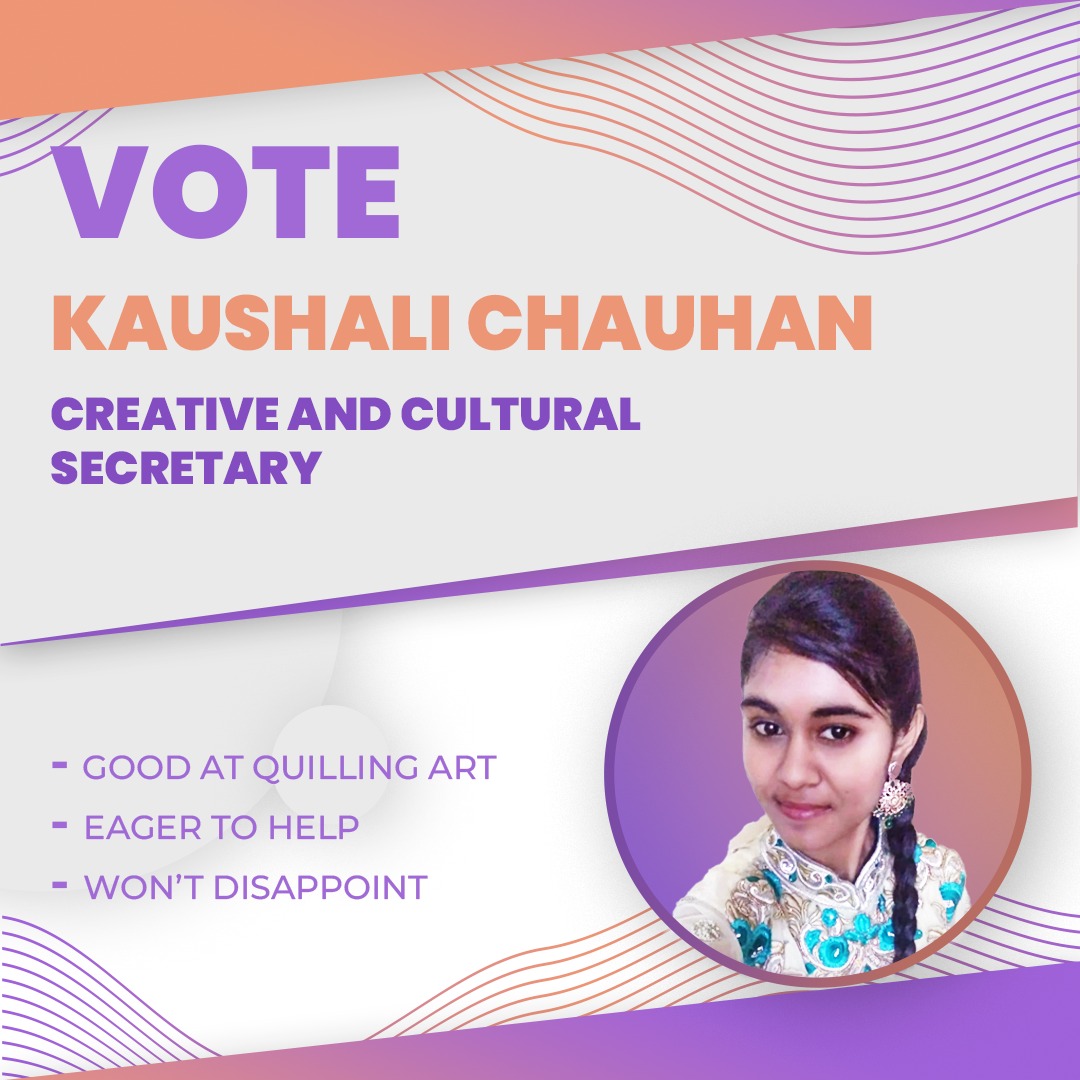 VOTE
KAUSHALI CHAUHAN
CREATIVE AND CULTURAL
SECRETARY
- GOOD AT QUILLING ART
- EAGER TO HELP
- WON’T DISAPPOINT